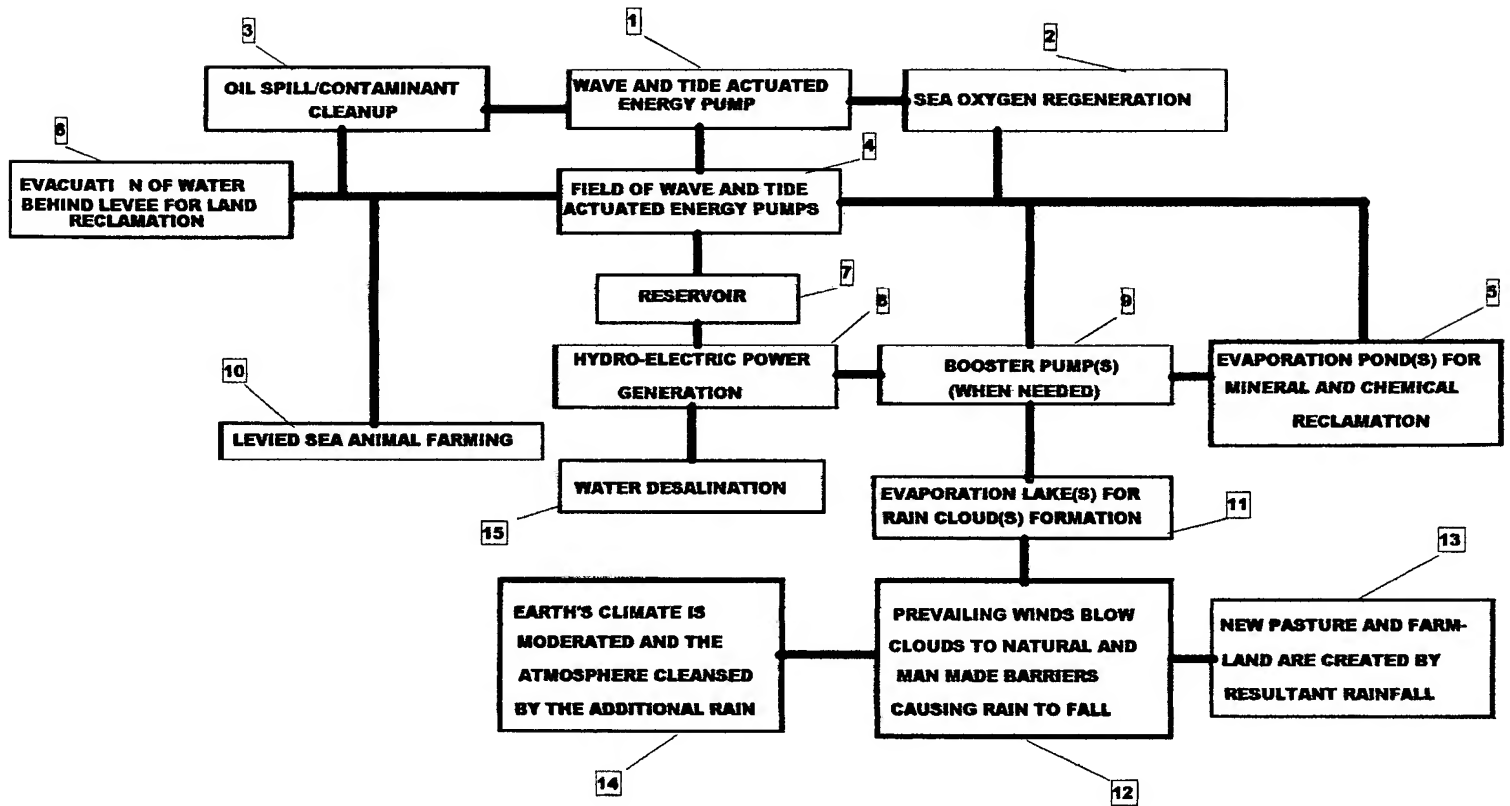 3
1
2
OIL SPILL/CONTAMINANT
CLEANUP
WAVE AND TIDE ACTUATED
ENERGY PUMP
SEA OXYGEN REGENERATION
6
4
EVACUATI N OF WATER
BEHIND LEVEE FOR LAND
RECLAMATION
FIELD OF WAVE AND TIDE
ACTUATED ENERGY PUMPS
7
8
9
5
RESERVOIR
10
HYDRO-ELECTRIC POWER
GENERATION
BOOSTER PUMP(S)
(WHEN NEEDED)
EVAPORATION POND(S) FOR
MINERAL AND CHEMICAL
RECLAMATION
LEVIED SEA ANIMAL FARMING
WATER DESALINATION
15
EVAPORATION LAKE(S) FOR
RAIN CLOUD(S) FORMATION
11
13
EARTH'S CLIMATE IS
MODERATED AND THE
ATMOSPHERE CLEANSED
BY THE ADDITIONAL RAIN
PREVAILING WINDS BLOW
CLOUDS TO NATURAL AND
MAN MADE BARRIERS
CAUSING RAIN TO FALL
NEW PASTURE AND FARM-
LAND ARE CREATED BY
RESULTANT RAINFALL
14
12